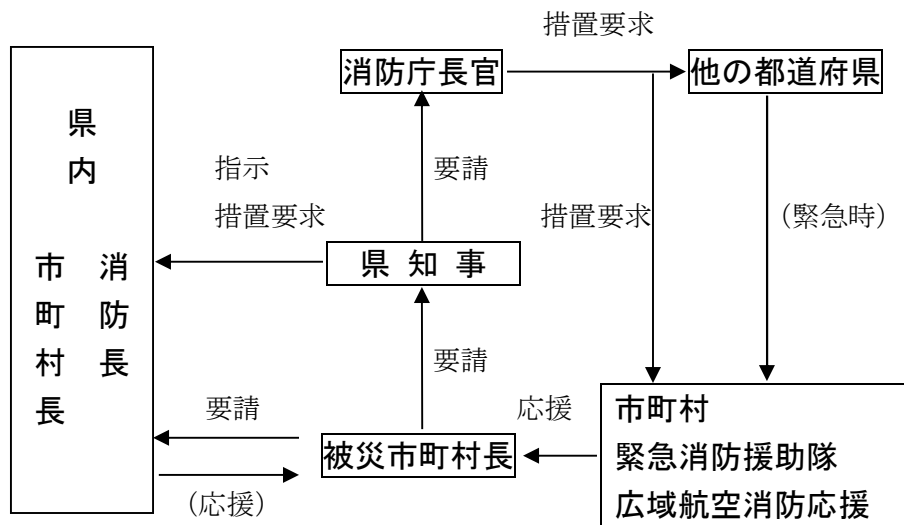 措置要求
消防庁長官
他の都道府県
県内
市町村長
消防長
指示
措置要求
要請
措置要求
(緊急時)
県知事
要請
要請
応援
被災市町村長
(応援)
市町村
緊急消防援助隊
広域航空消防応援